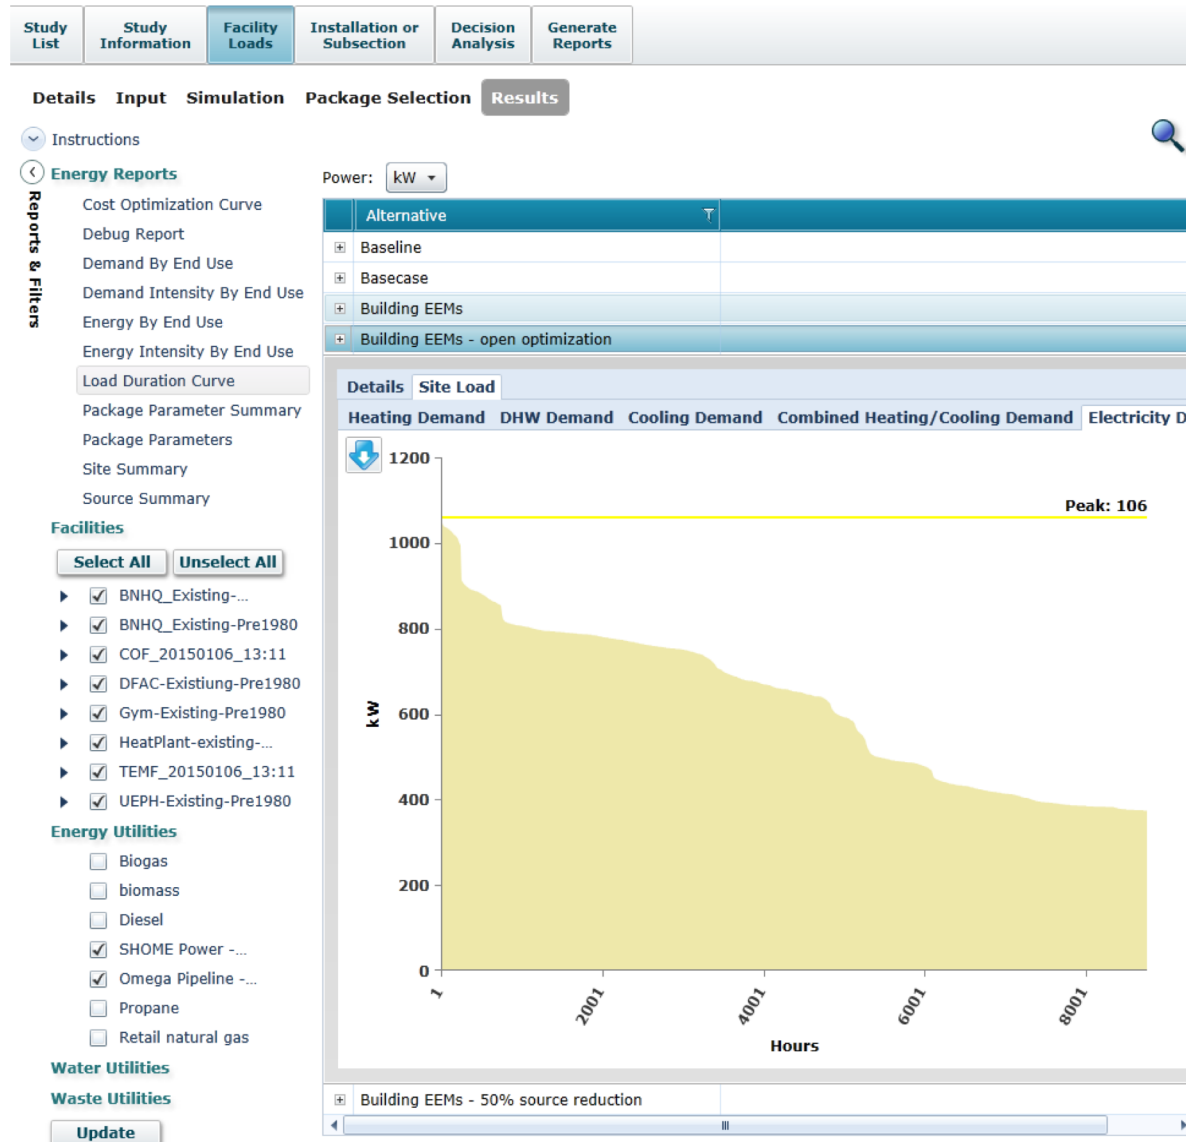 Study List
Study Information
Facility Loads
Installation or Subsection
Decision Analysis
Generate Reports
Details Input Simulation Package Selection Results
Instructions
Reports & Filters
Energy Reports
Cost Optimization Curve
Debug Report
Demand By End Use
Demand Intensity By End Use
Energy By End Use
Energy Intensity By End Use
Load Duration Curve
Package Parameter Summary
Package Parameters
Site Summary
Source Summary
Facilities
Select All Unselect All
BNHQ_Existing-...
BNHQ_Existing-Pre1980
COF_20150106_13:11
DFAC-Existiung-Pre1980
Gym-Existing-Pre1980
HeatPlant-existing-...
TEMF_20150106_13:11
UEPH-Existing-Pre1980
Energy Utilities
Biogas
biomass
Diesel
SHOME Power -...
Omega Pipeline -...
Propane
Retail natural gas
Water Utilities
Waste Utilities
Update
Power: kW
Alternative
Baseline
Basecase
Building EEMs
Building EEMs - open optimization
Details Site Load
Heating Demand DHW Demand Cooling Demand Combined Heating/Cooling Demand Electricity D
1200
Peak: 106
1000
800
600
kW
400
200
0
1 2001 4001 6001 8001
Hours
Building EEMs - 50% source reduction